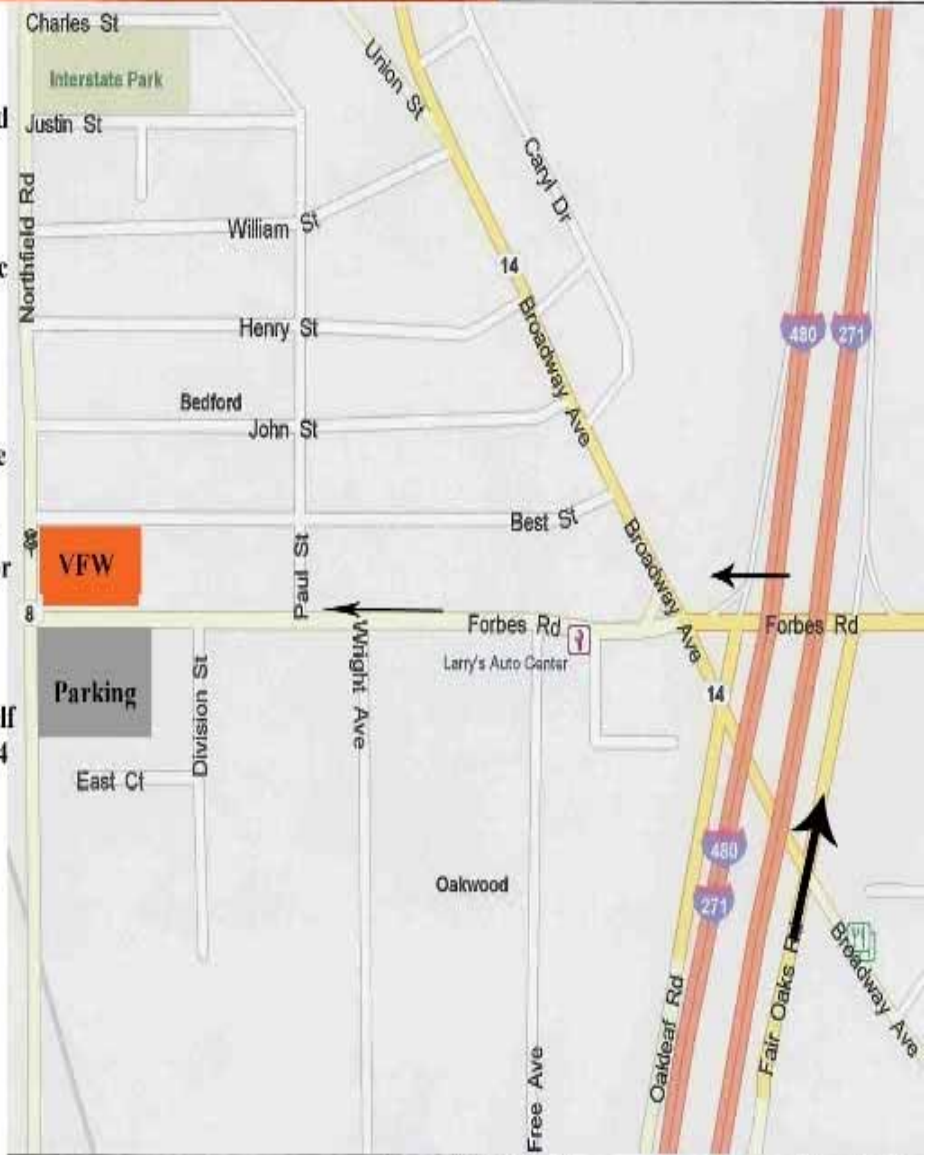 Charles St
Interstate Park
Justin St
Northfield Rd
Union St
Caryl Dr
William St
14
Henry St
Broadway Ave
480
271
Bedford
John St
Best St
VFW
8
Paul St
Broadway Ave
Forbes Rd
Forbes Rd
Larry's Auto Center
Wright Ave
14
Parking
Division St
East Ct
480
Oakwood
271
Oakleaf Rd
Fair Oaks
Broadway Ave
Free Ave